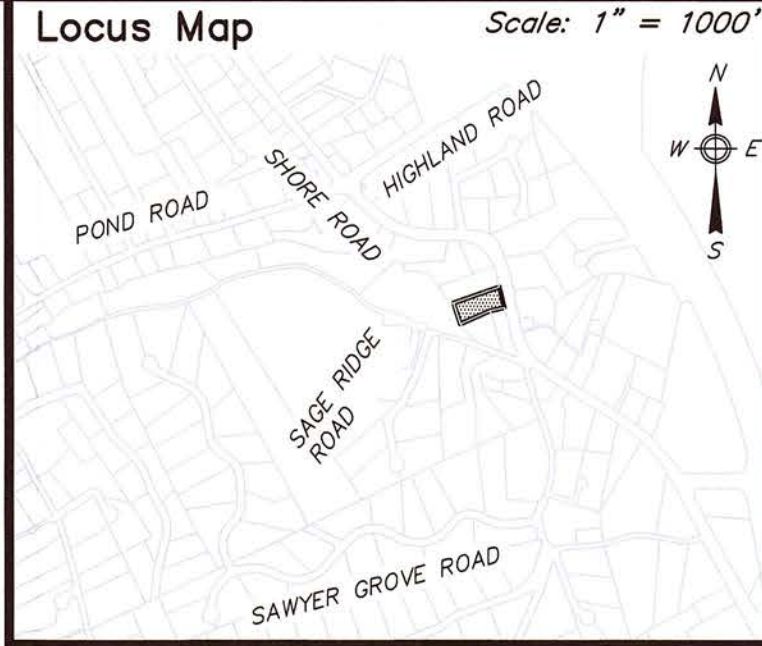 Locus Map
Scale: 1" = 1000'
N
W E
S
HIGHLAND ROAD
SHORE ROAD
POND ROAD
SAGE RIDGE
ROAD
SAWYER GROVE ROAD